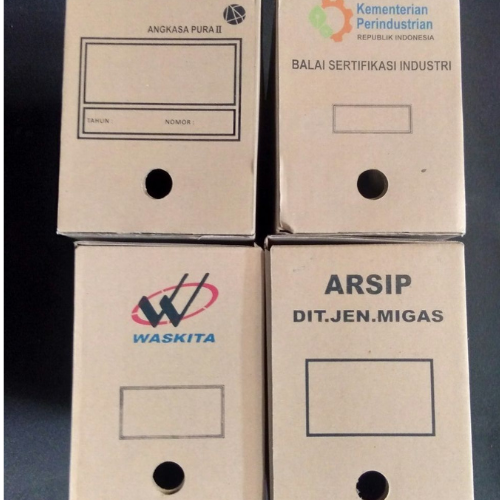 ANGKASA PURA II
TAHUN :
NOMOR :
Kementerian
Perindustrian
REPUBLIK INDONESIA
BALAI SERTIFIKASI INDUSTRI
WASKITA
ARSIP
DIT.JEN.MIGAS